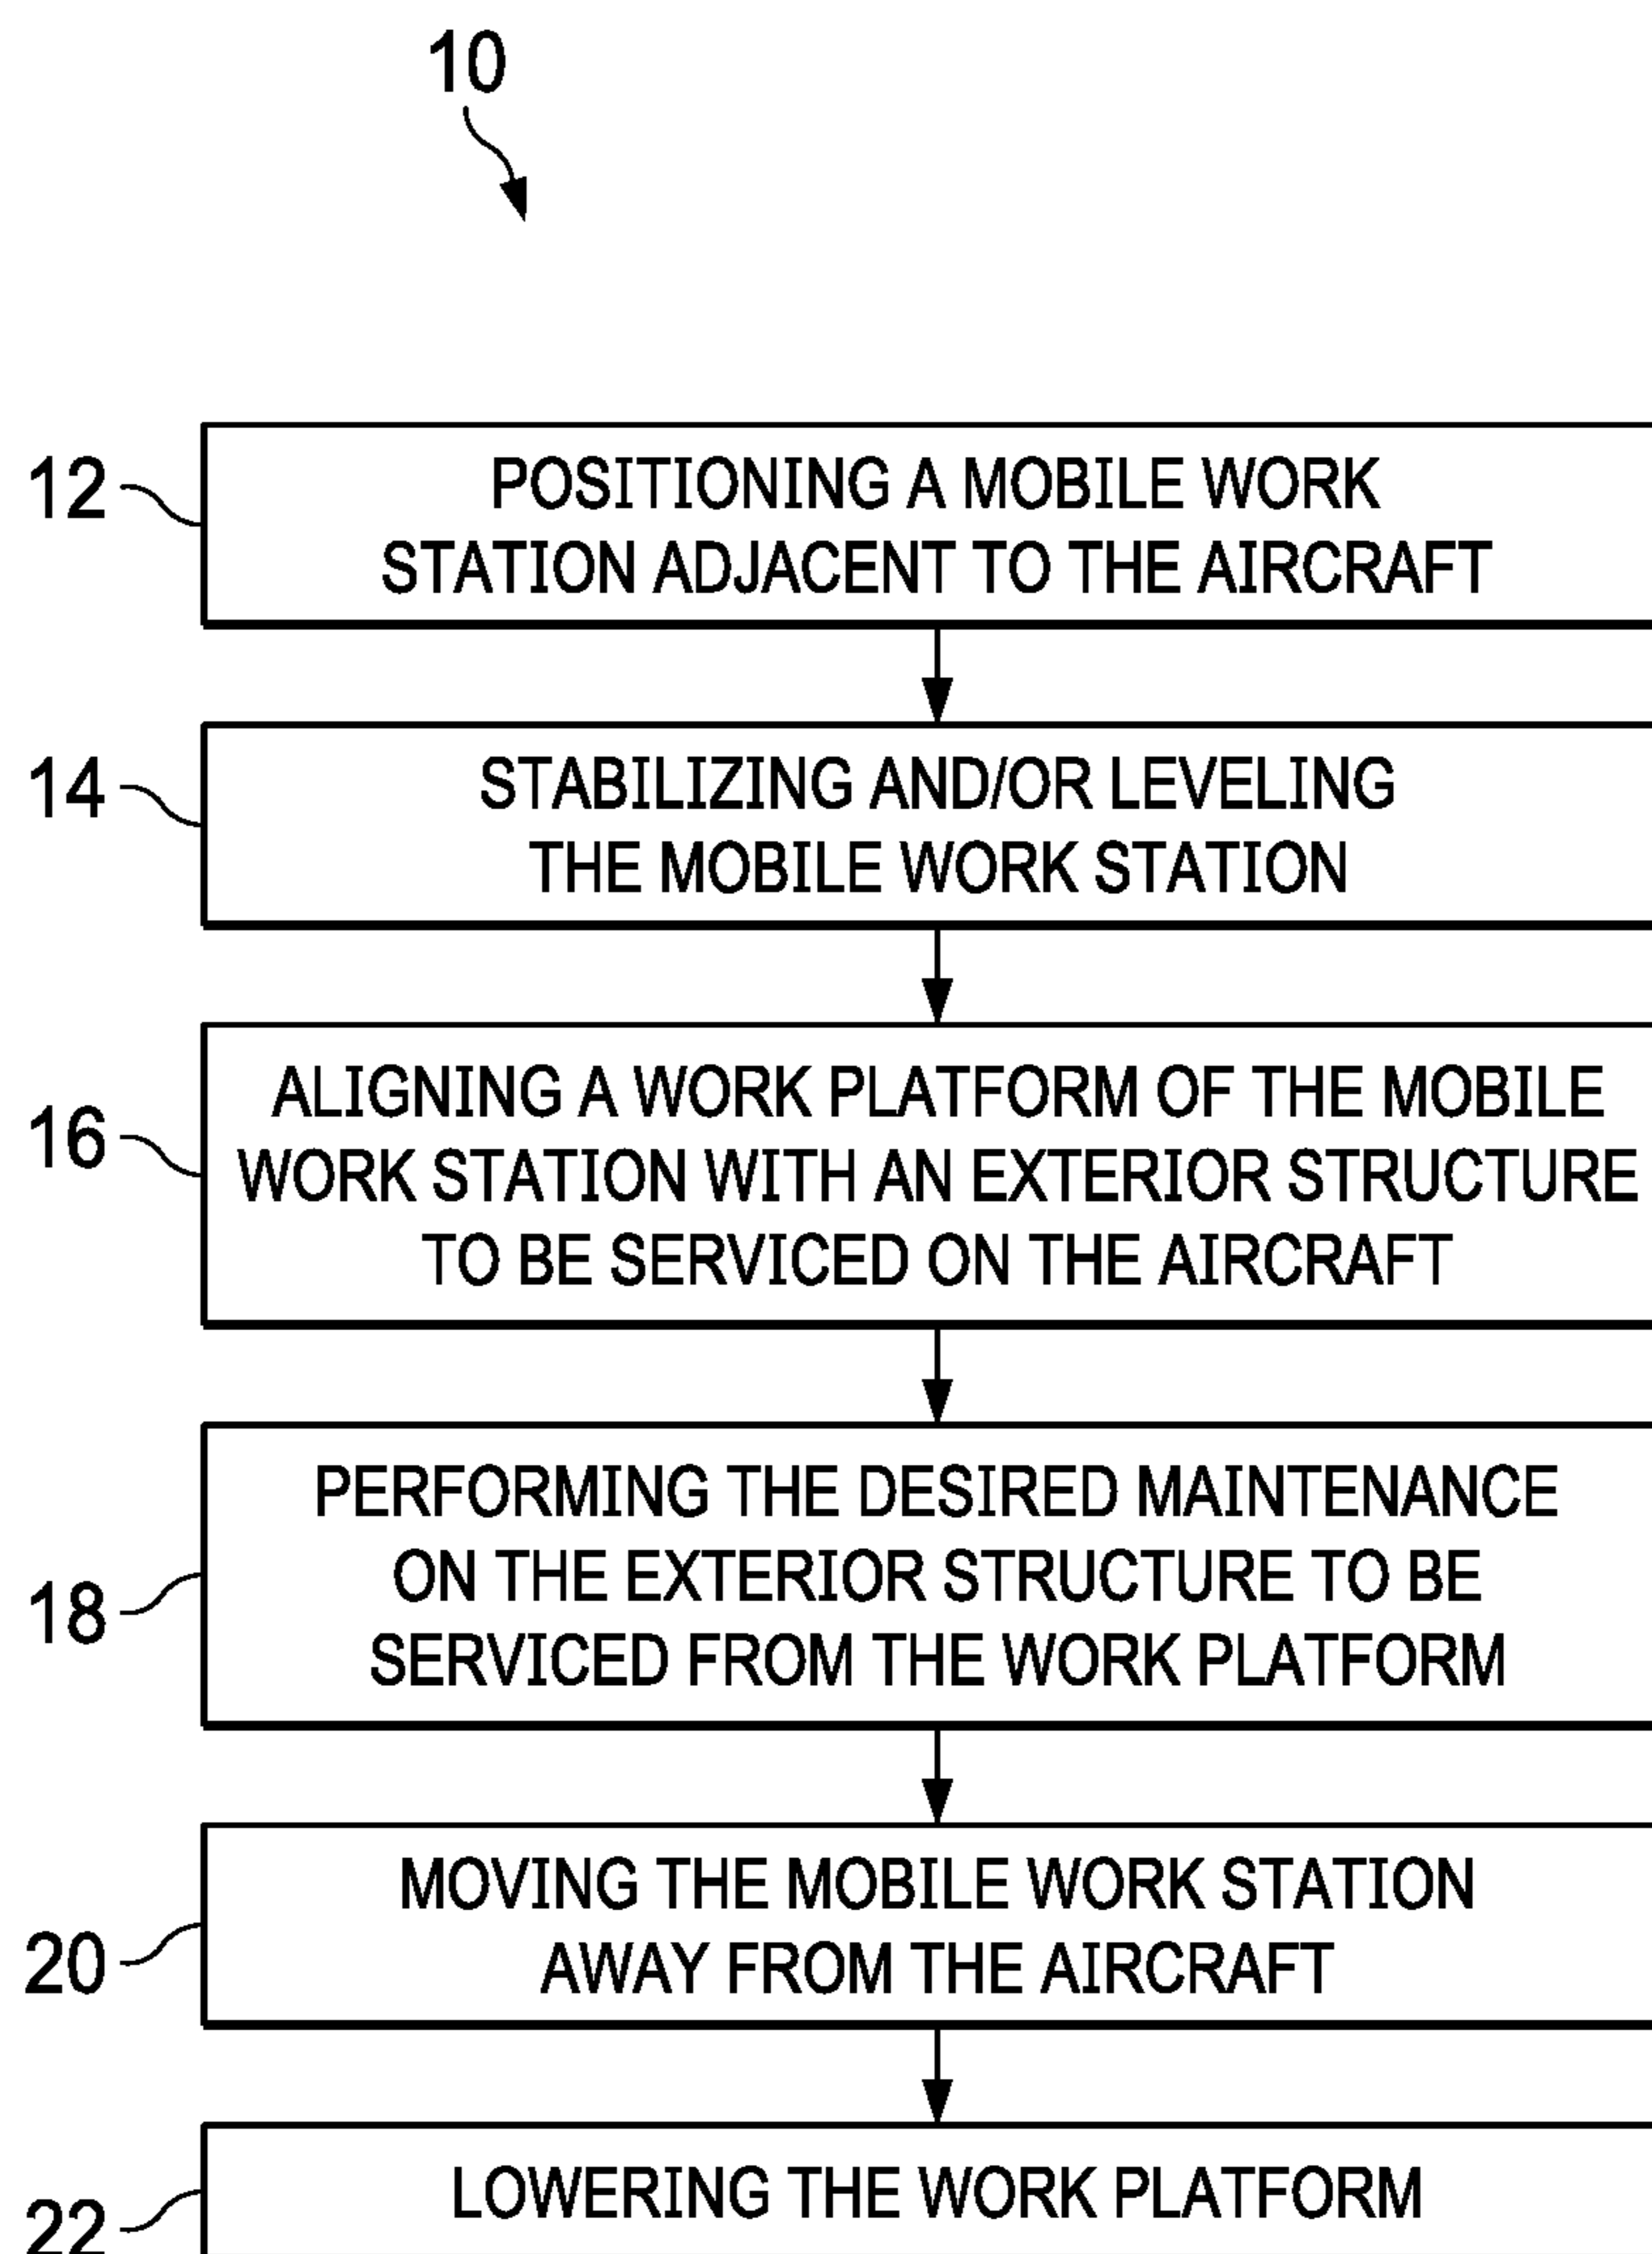 10
12
POSITIONING A MOBILE WORK
STATION ADJACENT TO THE AIRCRAFT
14
STABILIZING AND/OR LEVELING
THE MOBILE WORK STATION
16
ALIGNING A WORK PLATFORM OF THE MOBILE
WORK STATION WITH AN EXTERIOR STRUCTURE
TO BE SERVICED ON THE AIRCRAFT
18
PERFORMING THE DESIRED MAINTENANCE
ON THE EXTERIOR STRUCTURE TO BE
SERVICED FROM THE WORK PLATFORM
20
MOVING THE MOBILE WORK STATION
AWAY FROM THE AIRCRAFT
22
LOWERING THE WORK PLATFORM